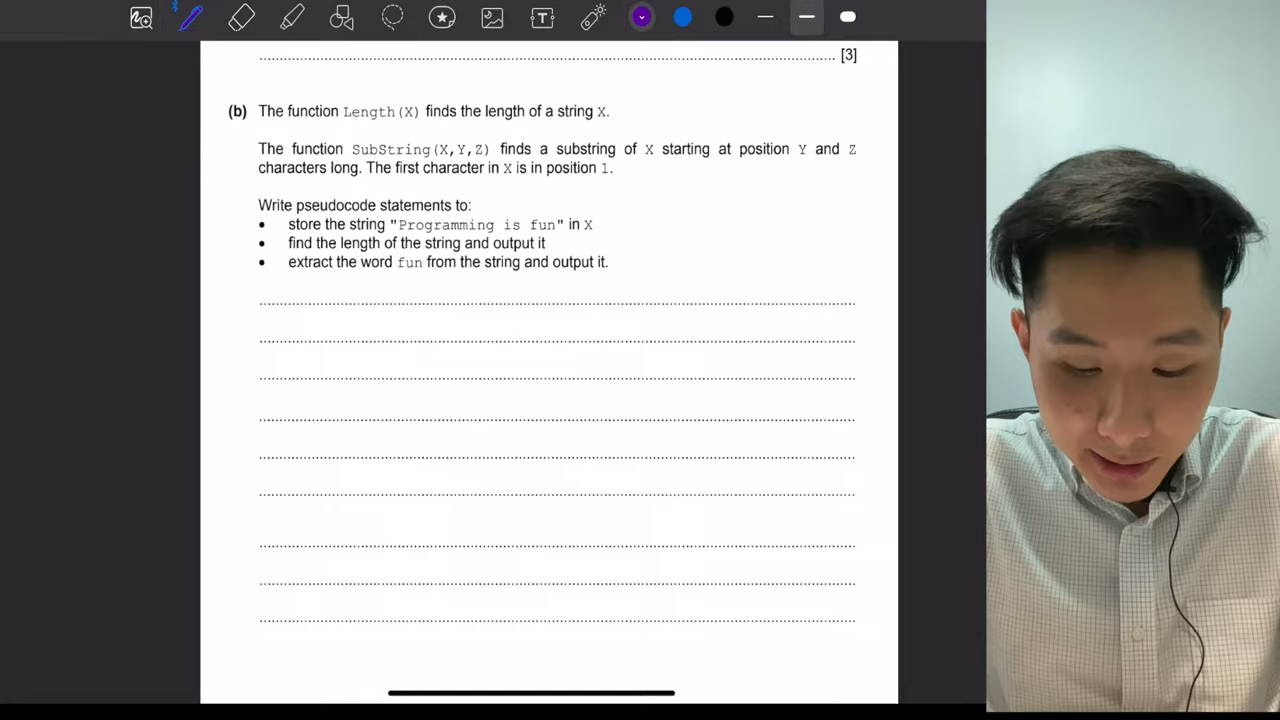 [3]
(b) The function Length(X) finds the length of a string X.
The function SubString(X,Y,Z) finds a substring of X starting at position Y and Z
characters long. The first character in X is in position 1.
Write pseudocode statements to:
• store the string "Programming is fun" in X
• find the length of the string and output it
• extract the word fun from the string and output it.